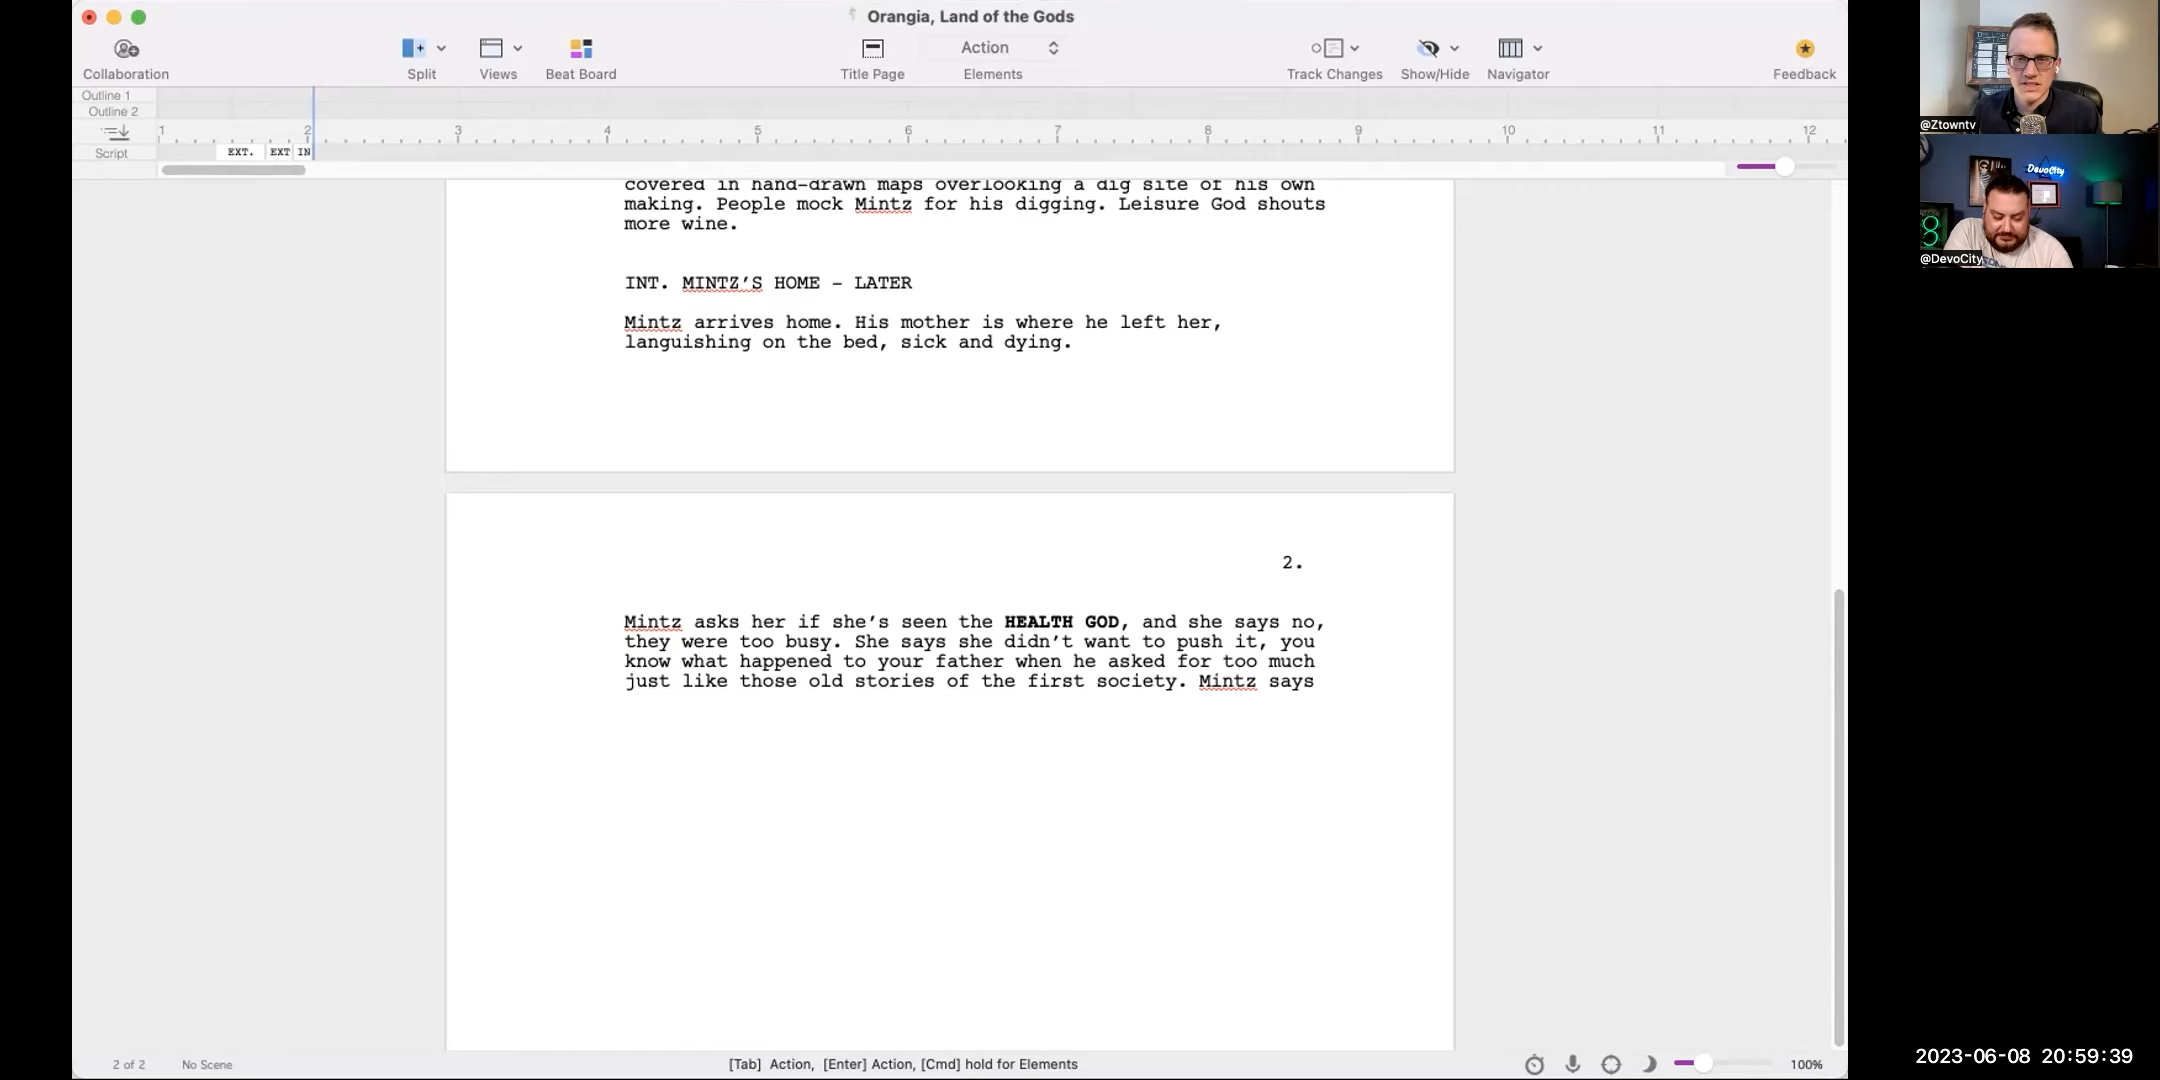 Orangia, Land of the Gods
Action
Collaboration
Split
Views
Beat Board
Title Page
Elements
Track Changes
Show/Hide
Navigator
Feedback
Outline 1
Outline 2
1 2 3 4 5 6 7 8 9 10 11 12
Script
EXT. EXT IN
covered in hand-drawn maps overlooking a dig site of his own
making. People mock Mintz for his digging. Leisure God shouts
more wine.
INT. MINTZ’S HOME - LATER
Mintz arrives home. His mother is where he left her,
languishing on the bed, sick and dying.
2.
Mintz asks her if she’s seen the HEALTH GOD, and she says no,
they were too busy. She says she didn’t want to push it, you
know what happened to your father when he asked for too much
just like those old stories of the first society. Mintz says
2 of 2
No Scene
[Tab] Action, [Enter] Action, [Cmd] hold for Elements
100%
@Ztowntv
DevoCity
8
@DevoCity
2023-06-08 20:59:39